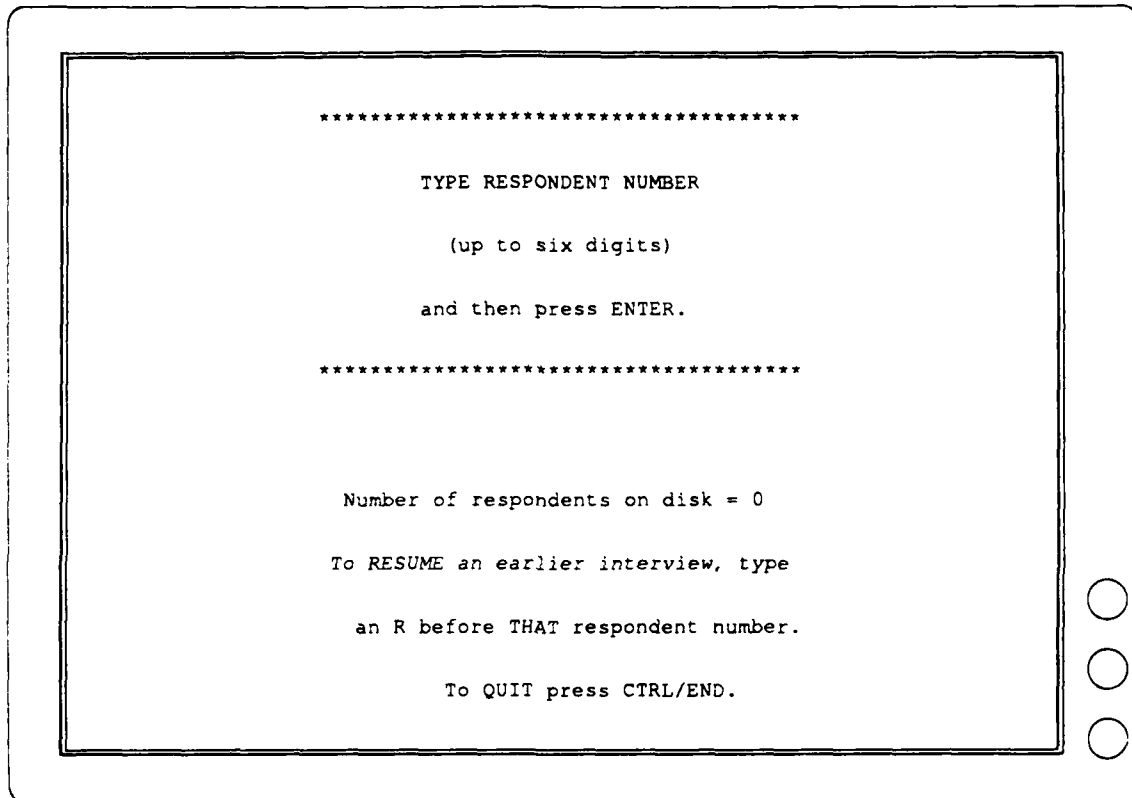 **************************************
TYPE RESPONDENT NUMBER
(up to six digits)
and then press ENTER.
**************************************
Number of respondents on disk = 0
To RESUME an earlier interview, type
an R before THAT respondent number.
To QUIT press CTRL/END.